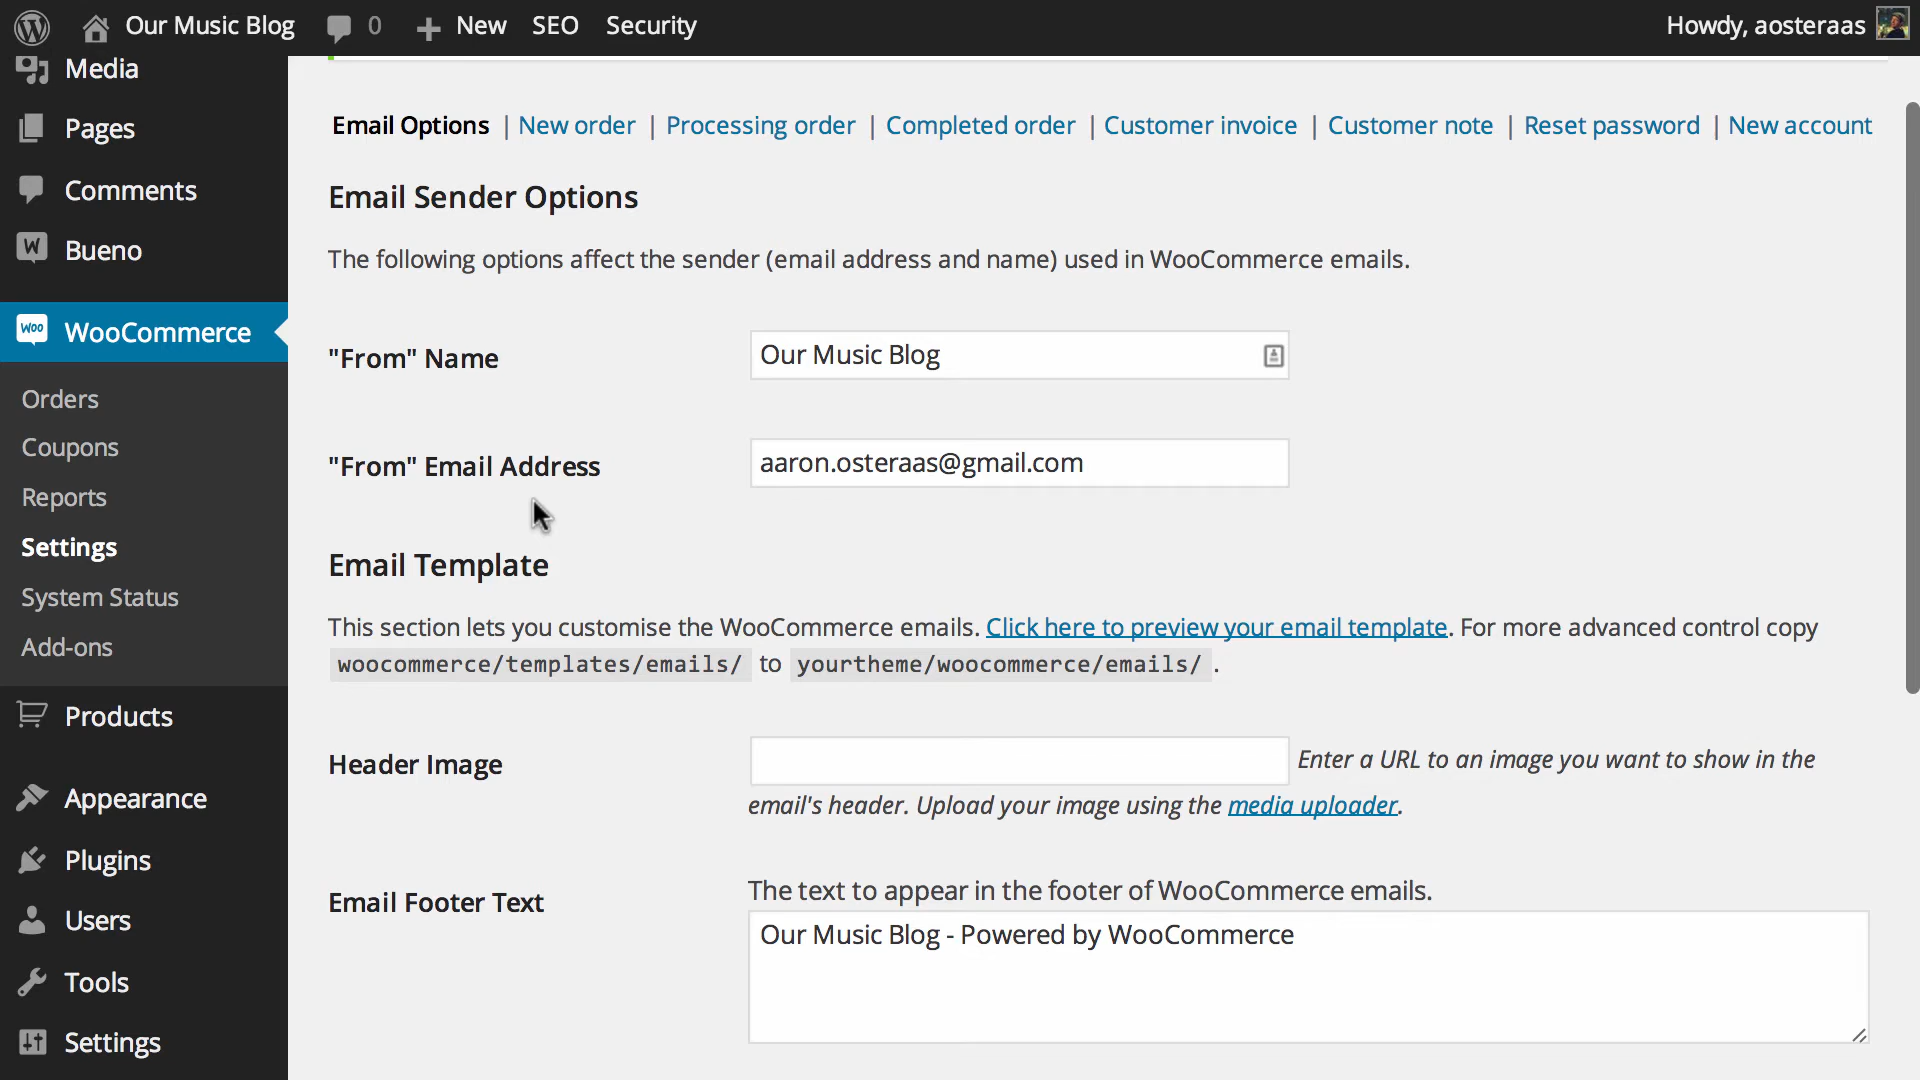 Our Music Blog 0 New SEO Security Howdy, aosteraas
Media
Pages
Comments
Bueno
WooCommerce
Orders
Coupons
Reports
Settings
System Status
Add-ons
Products
Appearance
Plugins
Users
Tools
Settings
Email Options | New order | Processing order | Completed order | Customer invoice | Customer note | Reset password | New account
Email Sender Options
The following options affect the sender (email address and name) used in WooCommerce emails.
"From" Name Our Music Blog
"From" Email Address aaron.osteraas@gmail.com
Email Template
This section lets you customise the WooCommerce emails. Click here to preview your email template. For more advanced control copy
woocommerce/templates/emails/ to yourtheme/woocommerce/emails/ .
Header Image Enter a URL to an image you want to show in the
email's header. Upload your image using the media uploader.
Email Footer Text The text to appear in the footer of WooCommerce emails.
Our Music Blog - Powered by WooCommerce